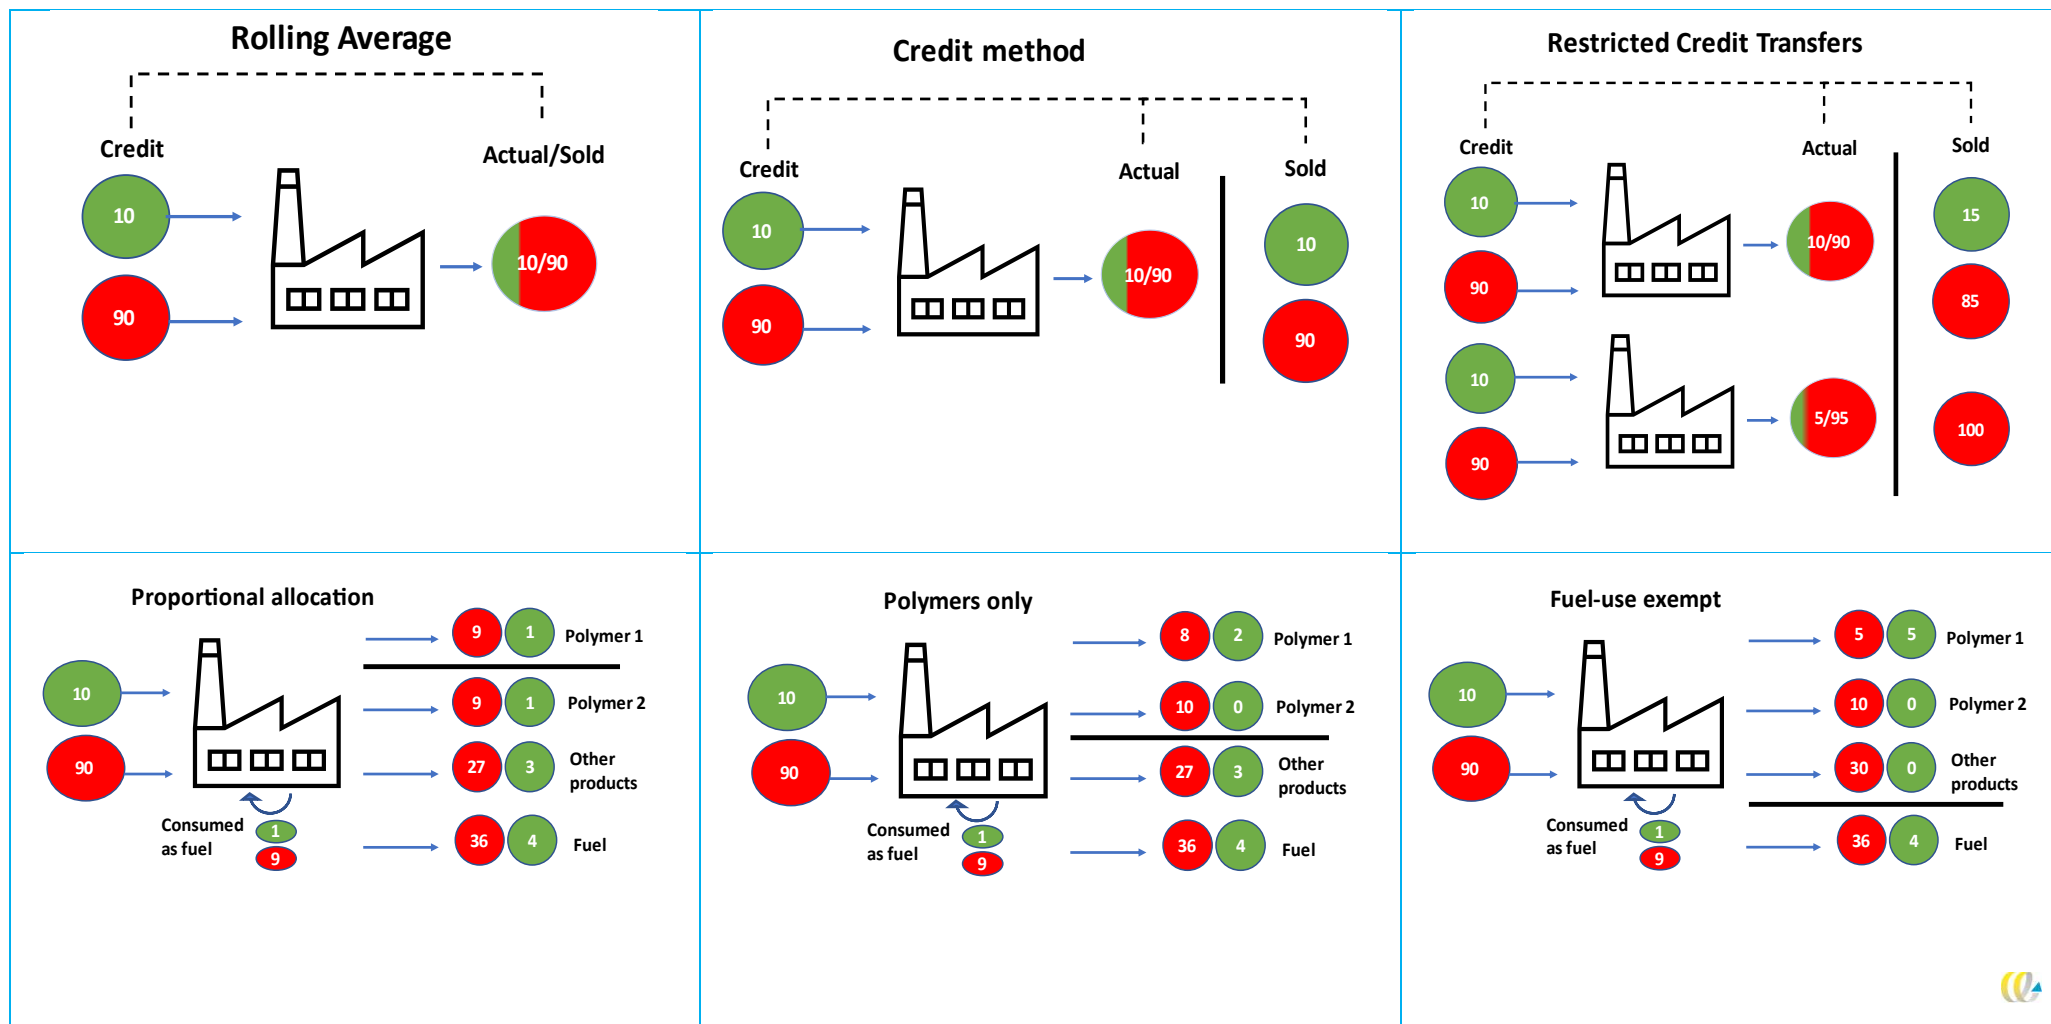 Rolling Average
Credit
Actual/Sold
10
90
10/90
Credit method
Credit
Actual
Sold
10
90
10/90
10
90
Restricted Credit Transfers
Credit
Actual
Sold
10
90
10/90
15
85
10
90
5/95
100
Proportional allocation
10
90
Consumed
as fuel
1
9
9 1 Polymer 1
9 1 Polymer 2
27 3 Other
products
36 4 Fuel
Polymers only
10
90
Consumed
as fuel
1
9
8 2 Polymer 1
10 0 Polymer 2
27 3 Other
products
36 4 Fuel
Fuel-use exempt
10
90
Consumed
as fuel
1
9
5 5 Polymer 1
10 0 Polymer 2
30 0 Other
products
36 4 Fuel